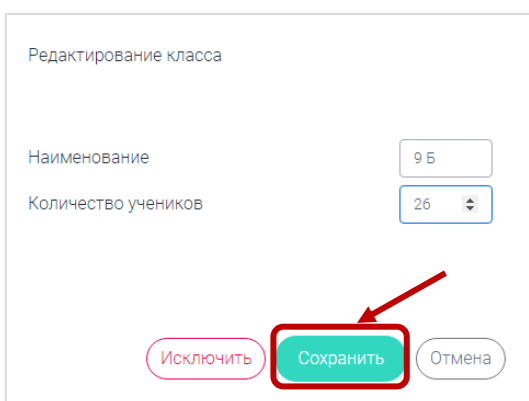 Редактирование класса
Наименование 9 Б
Количество учеников 26
Исключить Сохранить Отмена